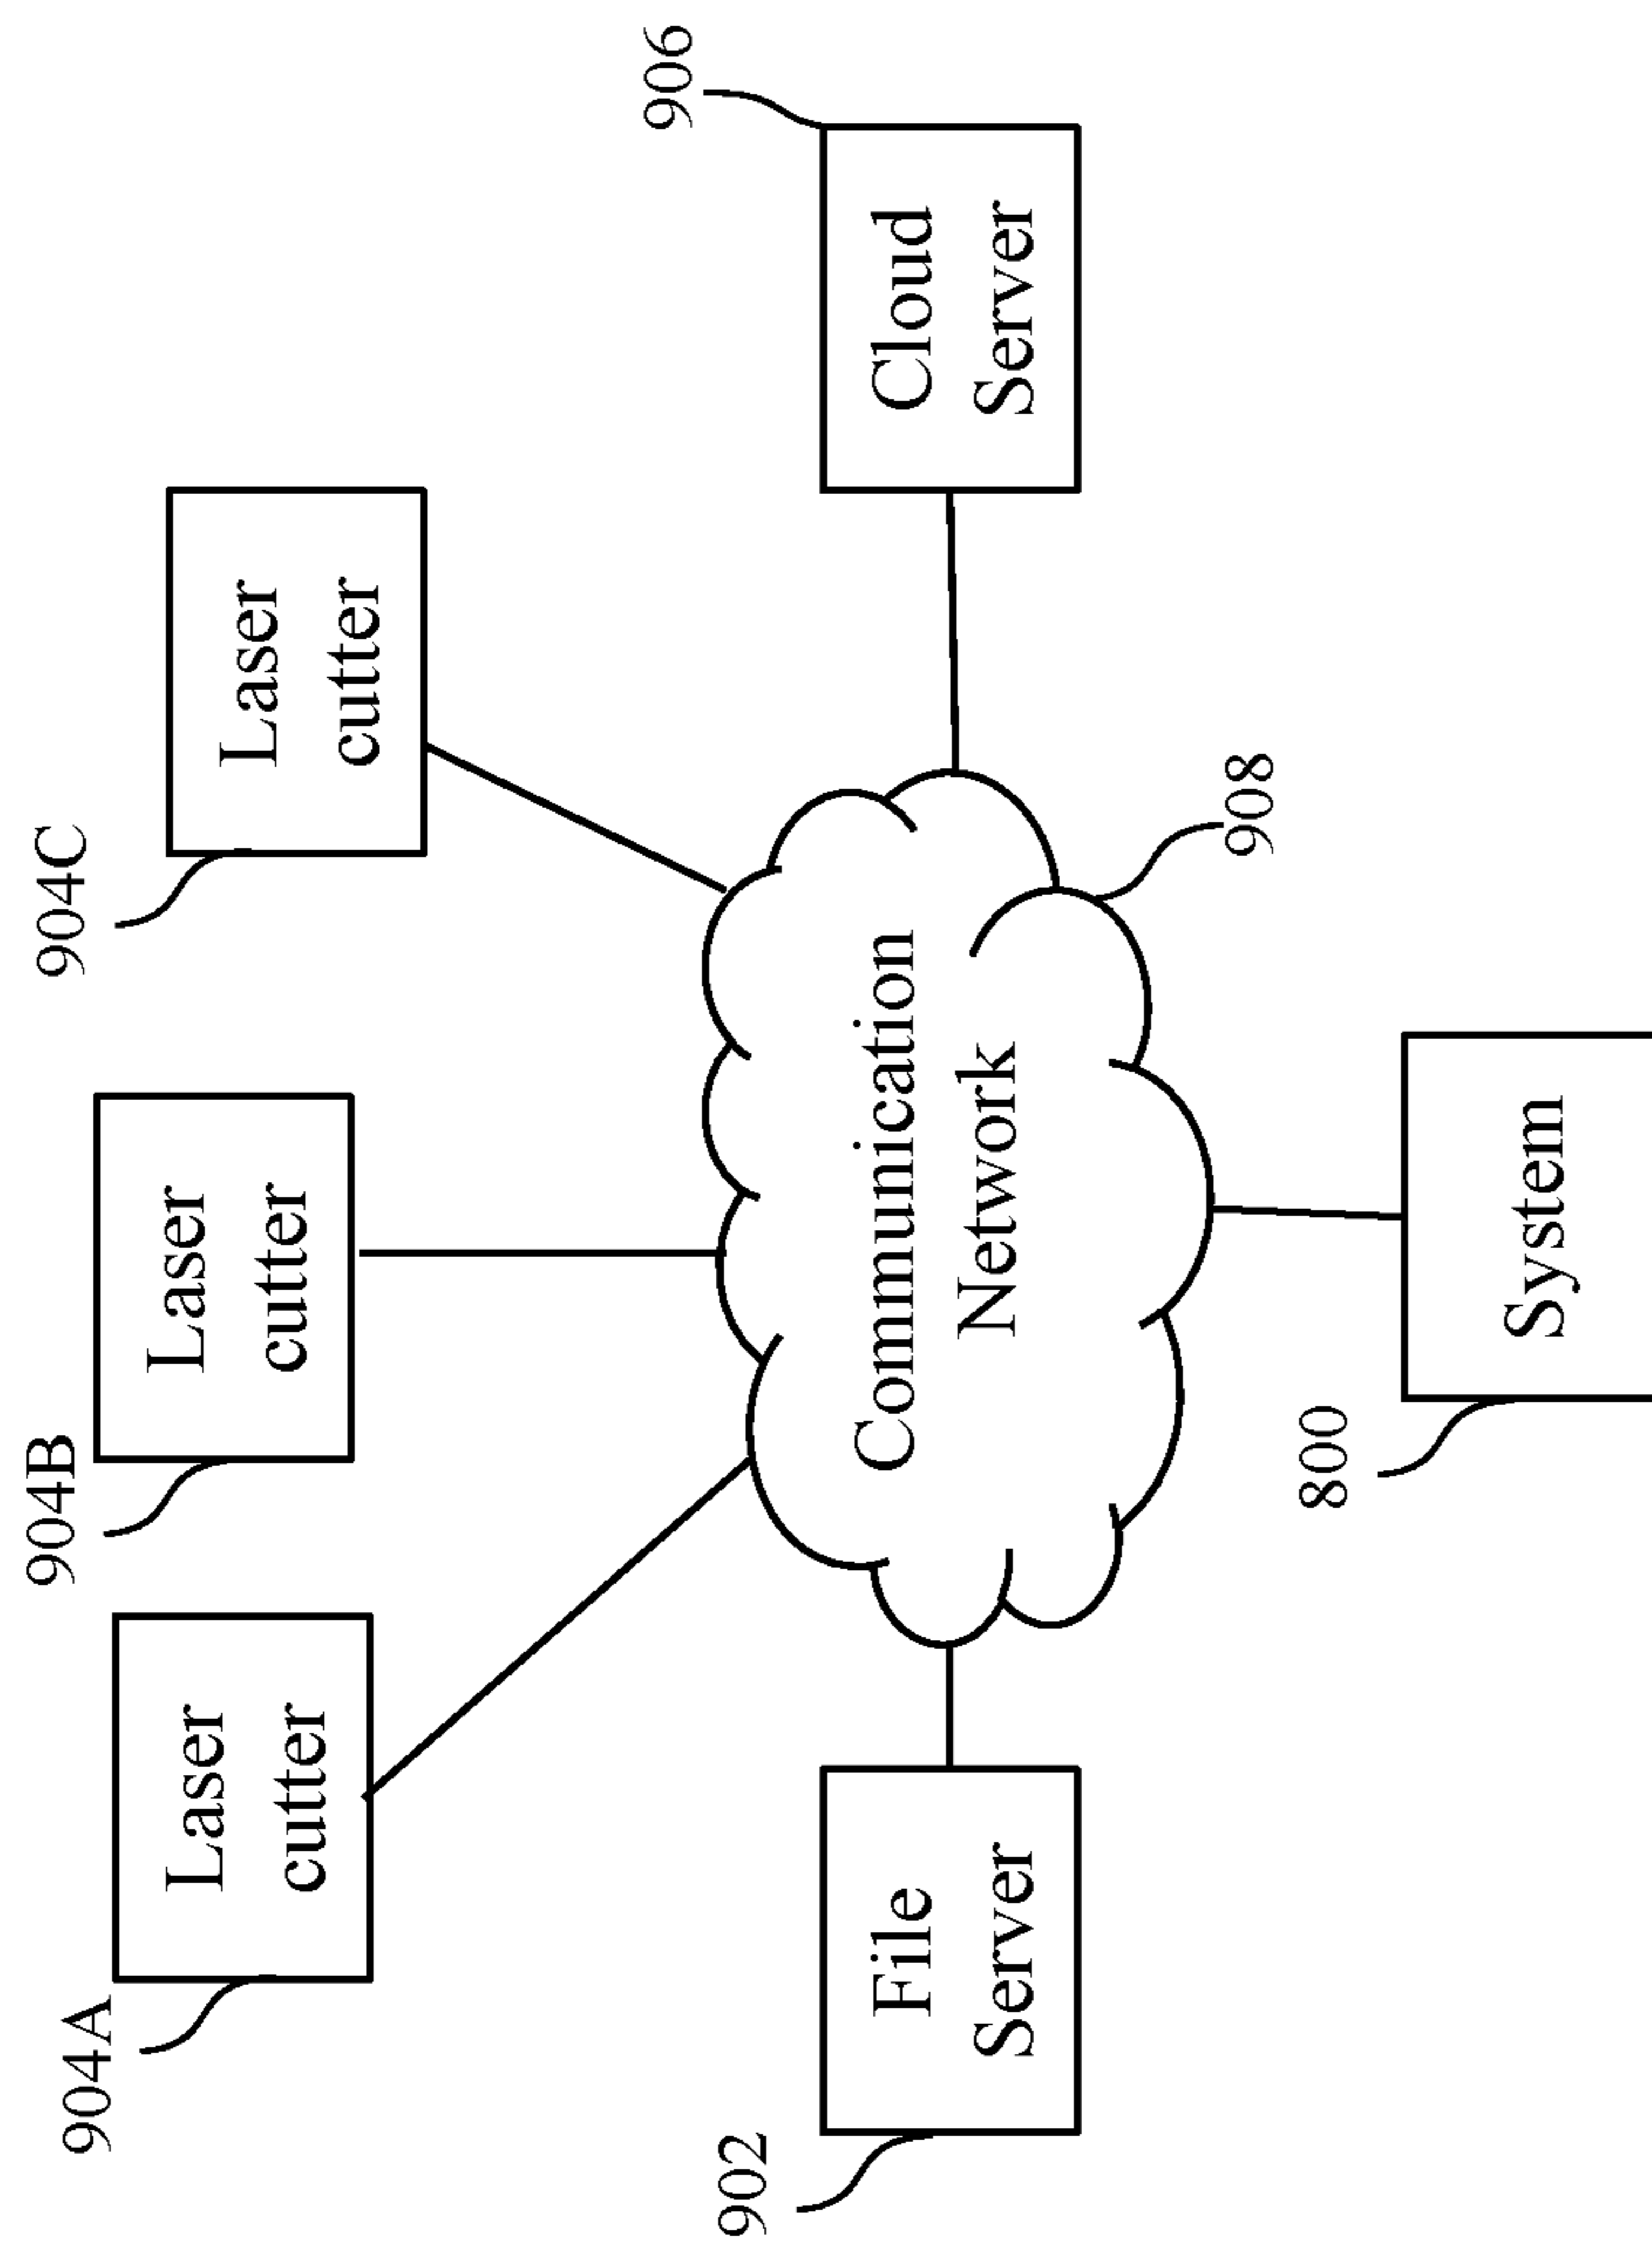 904A
Laser
cutter
904B
Laser
cutter
904C
Laser
cutter
902
File
Server
Communication
Network
908
906
Cloud
Server
800
System